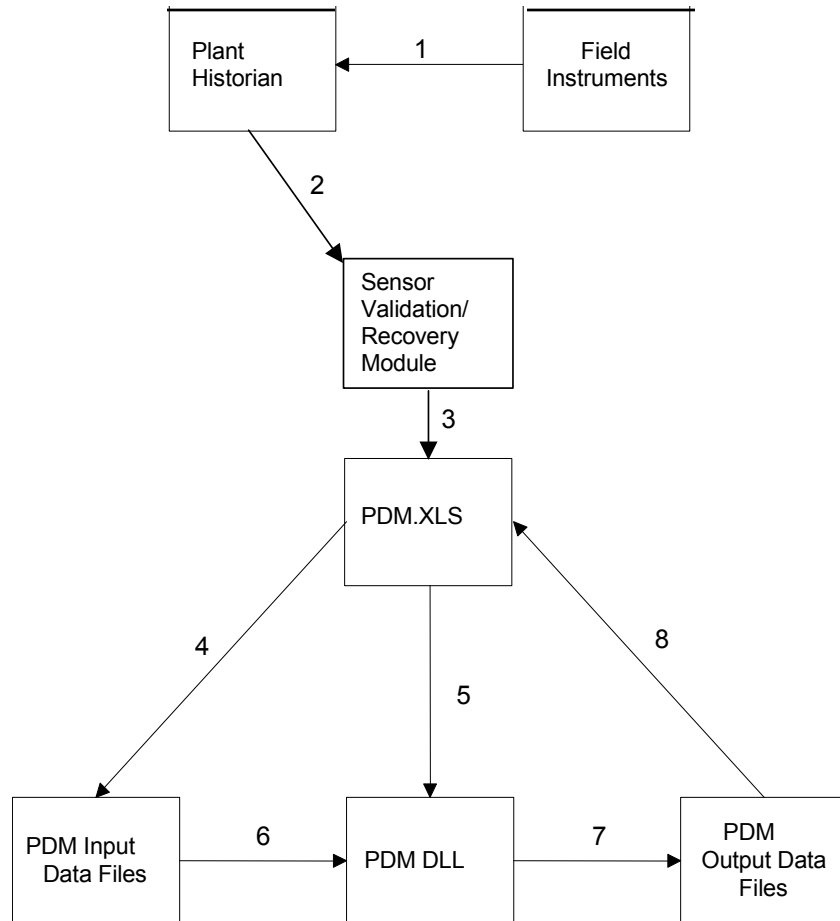 Plant
Historian
1
Field
Instruments
2
Sensor
Validation/
Recovery
Module
3
PDM.XLS
4
5
8
PDM Input
Data Files
6
PDM DLL
7
PDM
Output Data
Files